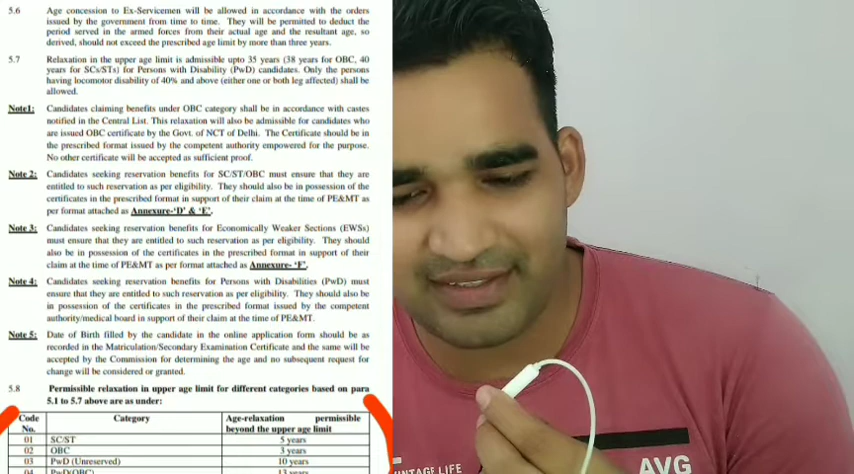 5.6 Age concession to Ex-Servicemen will be allowed in accordance with the orders
issued by the government from time to time. They will be permitted to deduct the
period served in the armed forces from their actual age and the resultant age, so
derived, should not exceed the prescribed age limit by more than three years.
5.7 Relaxation in the upper age limit is admissible upto 35 years (38 years for OBC, 40
years for SCs/STs) for Persons with Disability (PwD) candidates. Only the persons
having locomotor disability of 40% and above (either one or both leg affected) shall be
allowed.
Note1: Candidates claiming benefits under OBC category shall be in accordance with castes
notified in the Central List. This relaxation will also be admissible for candidates who
are issued OBC certificate by the Govt. of NCT of Delhi. The Certificate should be in
the prescribed format issued by the competent authority empowered for the purpose.
No other certificate will be accepted as sufficient proof.
Note 2: Candidates seeking reservation benefits for SC/ST/OBC must ensure that they are
entitled to such reservation as per eligibility. They should also be in possession of the
certificates in the prescribed format in support of their claim at the time of PE&MT as
per format attached as Annexure-‘D’ & ‘E’.
Note 3: Candidates seeking reservation benefits for Economically Weaker Sections (EWSs)
must ensure that they are entitled to such reservation as per eligibility. They should
also be in possession of the certificates in the prescribed format in support of their
claim at the time of PE&MT as per format attached as Annexure- ‘F’.
Note 4: Candidates seeking reservation benefits for Persons with Disabilities (PwD) must
ensure that they are entitled to such reservation as per eligibility. They should also be
in possession of the certificates in the prescribed format issued by the competent
authority/medical board in support of their claim at the time of PE&MT.
Note 5: Date of Birth filled by the candidate in the online application form should be as
recorded in the Matriculation/Secondary Examination Certificate and the same will be
accepted by the Commission for determining the age and no subsequent request for
change will be considered or granted.
5.8 Permissible relaxation in upper age limit for different categories based on para
5.1 to 5.7 above are as under:
Code Category Age-relaxation permissible
No. beyond the upper age limit
01 SC/ST 5 years
02 OBC 3 years
03 PwD (Unreserved) 10 years
04 PwD(OBC) 13 years
VINTAGE LIFE
AVG